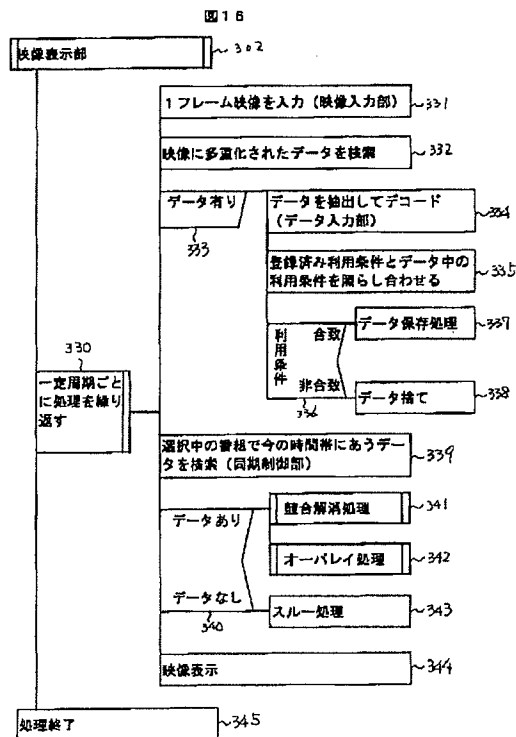 図16
映像表示部
302
1フレーム映像を入力（映像入力部）
331
映像に多重化されたデータを検索
332
データ有り
333
データを抽出してデコード
（データ入力部）
334
登録済み利用条件とデータ中の
利用条件を照らし合わせる
335
利用条件
合致
データ保存処理
337
非合致
336
データ捨て
338
330
一定周期ごと
に処理を繰り
返す
選択中の番組で今の時間帯にあうデー
タを検索（同期制御部）
339
データあり
競合解消処理
341
オーバレイ処理
342
データなし
340
スルー処理
343
映像表示
344
処理終了
345